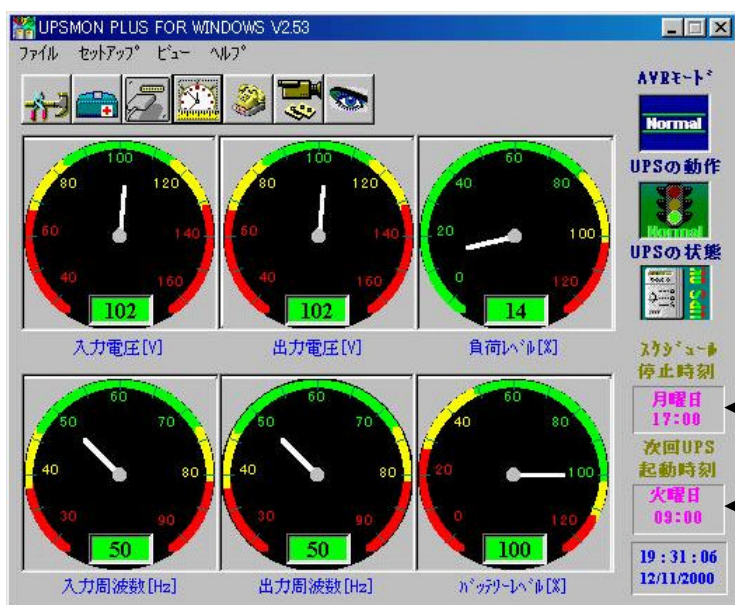 UPSMON PLUS FOR WINDOWS V2.53
ファイル セットアップ ビュー ヘルプ
AVRモード
Normal
UPSの動作
Normal
UPSの状態
40 60 80 100 120 140 160
102
入力電圧[V]
40 60 80 100 120 140 160
102
出力電圧[V]
0 20 40 60 80 100 120
14
負荷レベル[%]
スケジュール
停止時刻
月曜日
17:00
次回UPS
起動時刻
火曜日
09:00
30 40 50 60 70 80 90
50
入力周波数[Hz]
30 40 50 60 70 80 90
50
出力周波数[Hz]
0 20 40 60 80 100 120
100
バッテリーレベル[%]
19:31:06
12/11/2000